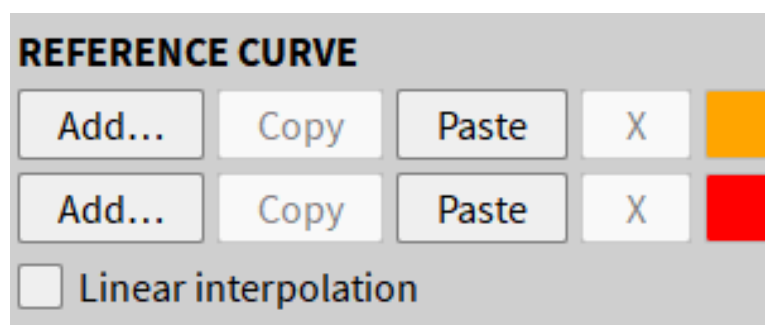 REFERENCE CURVE
Add... Copy Paste X
Add... Copy Paste X
Linear interpolation